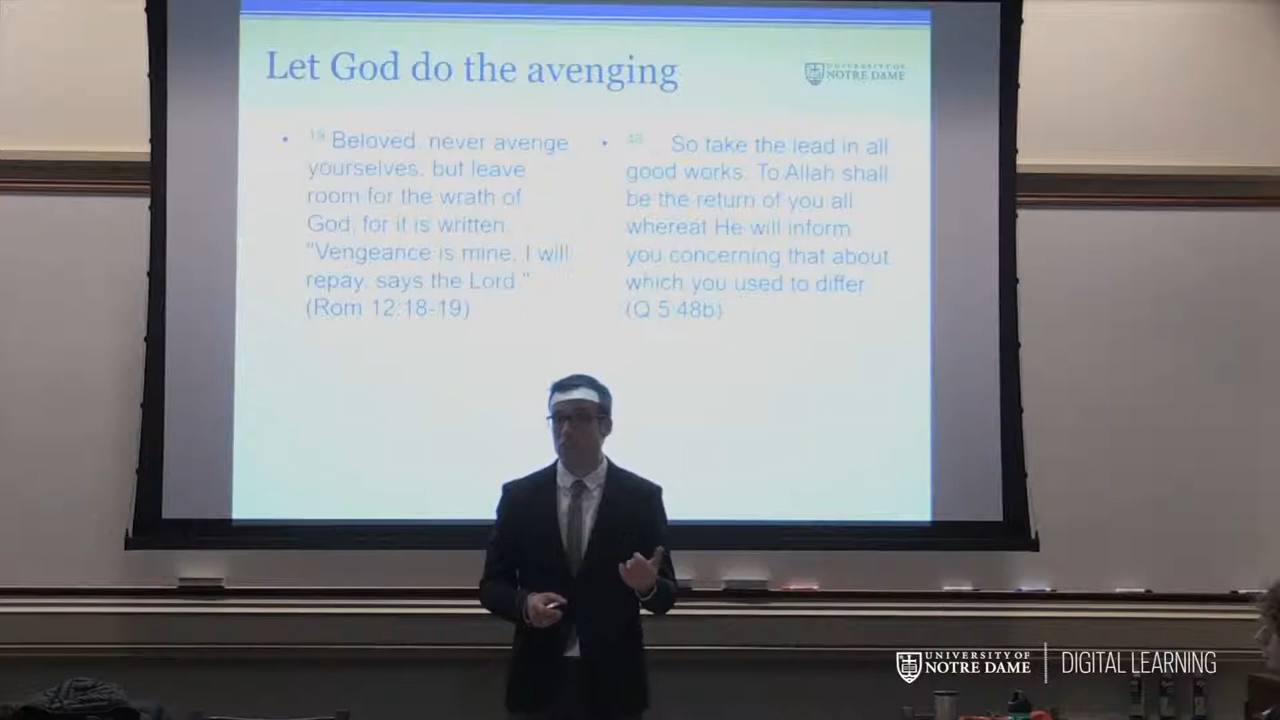 Let God do the avenging
UNIVERSITY OF
NOTRE DAME
• 19 Beloved, never avenge
yourselves, but leave
room for the wrath of
God, for it is written,
"Vengeance is mine, I will
repay, says the Lord."
(Rom 12:18-19)
• 48 So take the lead in all
good works. To Allah shall
be the return of you all
whereat He will inform
you concerning that about
which you used to differ
(Q 5 48b)
UNIVERSITY OF
NOTRE DAME
DIGITAL LEARNING